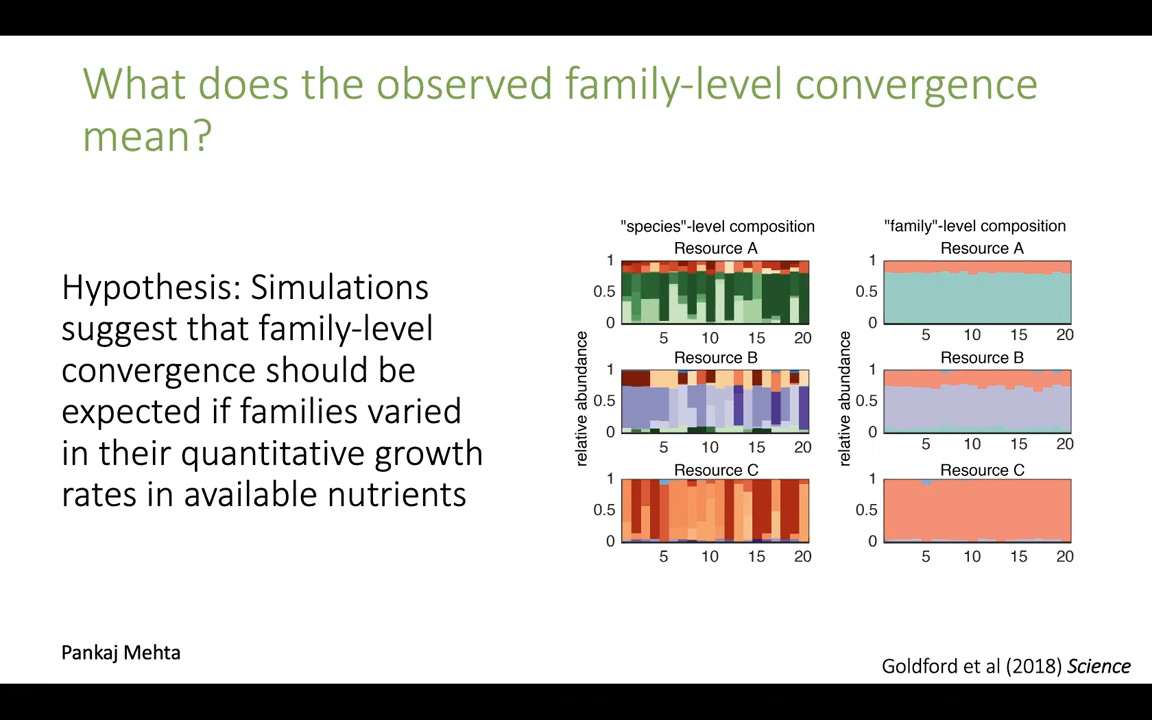 What does the observed family-level convergence
mean?
Hypothesis: Simulations
suggest that family-level
convergence should be
expected if families varied
in their quantitative growth
rates in available nutrients
"species"-level composition
Resource A
1
0.5
0
5 10 15 20
Resource B
1
0.5
0
5 10 15 20
Resource C
1
0.5
0
5 10 15 20
relative abundance
"family"-level composition
Resource A
1
0.5
0
5 10 15 20
Resource B
1
0.5
0
5 10 15 20
Resource C
1
0.5
0
5 10 15 20
relative abundance
Pankaj Mehta
Goldford et al (2018) Science